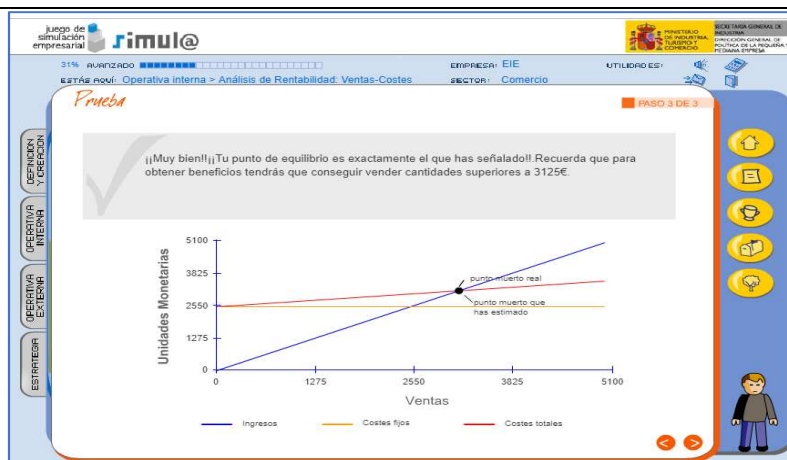 juego de
simulación
empresarial
simul@
MINISTERIO
DE INDUSTRIA,
TURISMO Y
COMERCIO
SECRETARÍA GENERAL DE
INDUSTRIA
DIRECCIÓN GENERAL DE
POLÍTICA DE LA PEQUEÑA Y
MEDIANA EMPRESA
31% AVANZADO
EMPRESA: EIE
UTILIDADES:
ESTÁS AQUÍ: Operativa interna > Análisis de Rentabilidad: Ventas-Costes
SECTOR: Comercio
Prueba
PASO 3 DE 3
¡¡Muy bien!!¡¡Tu punto de equilibrio es exactamente el que has señalado!!.Recuerda que para
obtener beneficios tendrás que conseguir vender cantidades superiores a 3125€.
DEFINICION
Y CREACION
OPERATIVA
INTERNA
OPERATIVA
EXTERNA
ESTRATEGIA
Unidades Monetarias
5100
3825
2550
1275
0
punto muerto real
punto muerto que
has estimado
0 1275 2550 3825 5100
Ventas
Ingresos Costes fijos Costes totales